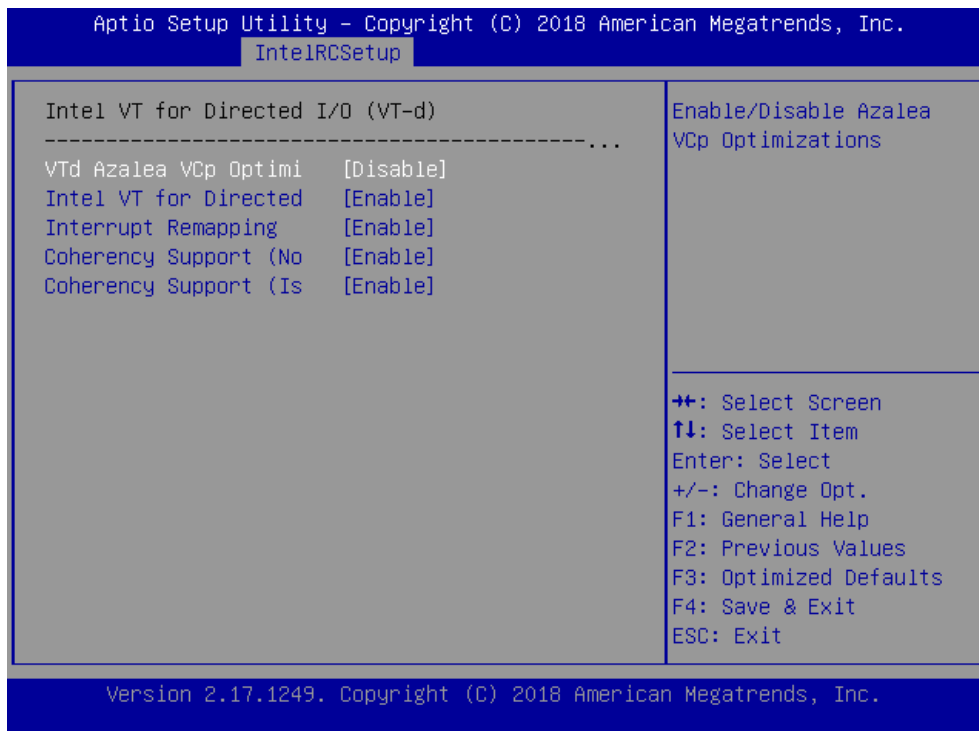 Aptio Setup Utility – Copyright (C) 2018 American Megatrends, Inc.
IntelRCSetup
Intel VT for Directed I/O (VT-d)
------------------------------------------...
VTd Azalea VCp Optimi [Disable]
Intel VT for Directed [Enable]
Interrupt Remapping [Enable]
Coherency Support (No [Enable]
Coherency Support (Is [Enable]
Enable/Disable Azalea
VCp Optimizations
→←: Select Screen
↑↓: Select Item
Enter: Select
+/-: Change Opt.
F1: General Help
F2: Previous Values
F3: Optimized Defaults
F4: Save & Exit
ESC: Exit
Version 2.17.1249. Copyright (C) 2018 American Megatrends, Inc.